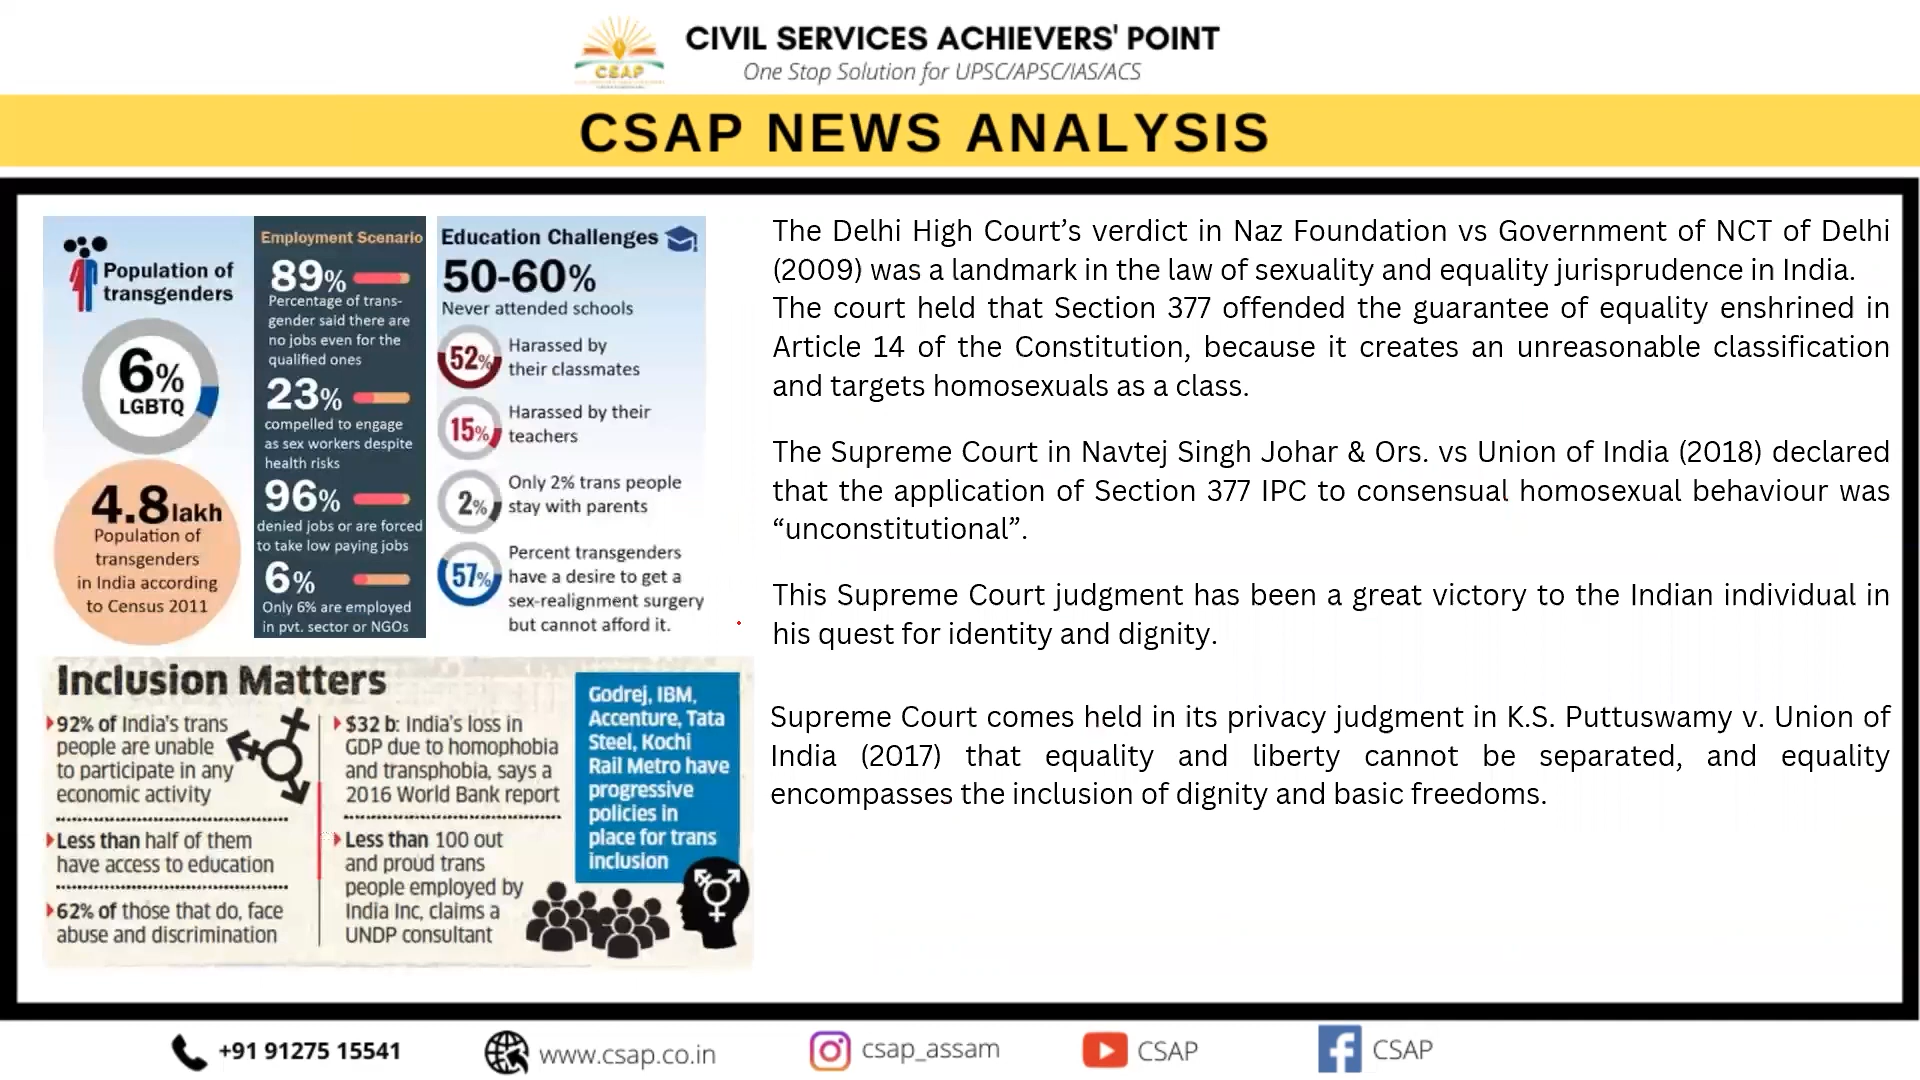 CSAP
CIVIL SERVICES ACHIEVERS' POINT
One Stop Solution for UPSC/APSC/IAS/ACS
CSAP NEWS ANALYSIS
Population of
transgenders
6%
LGBTQ
4.8 lakh
Population of
transgenders
in India according
to Census 2011
Employment Scenario
89%
Percentage of trans-
gender said there are
no jobs even for the
qualified ones
23%
compelled to engage
as sex workers despite
health risks
96%
denied jobs or are forced
to take low paying jobs
6%
Only 6% are employed
in pvt. sector or NGOs
Education Challenges
50-60%
Never attended schools
52%
Harassed by
their classmates
15%
Harassed by their
teachers
2%
Only 2% trans people
stay with parents
57%
Percent transgenders
have a desire to get a
sex-realignment surgery
but cannot afford it.
Inclusion Matters
92% of India's trans
people are unable
to participate in any
economic activity
Less than half of them
have access to education
62% of those that do, face
abuse and discrimination
$32 b: India's loss in
GDP due to homophobia
and transphobia, says a
2016 World Bank report
Less than 100 out
and proud trans
people employed by
India Inc, claims a
UNDP consultant
Godrej, IBM,
Accenture, Tata
Steel, Kochi
Rail Metro have
progressive
policies in
place for trans
inclusion
The Delhi High Court’s verdict in Naz Foundation vs Government of NCT of Delhi
(2009) was a landmark in the law of sexuality and equality jurisprudence in India.
The court held that Section 377 offended the guarantee of equality enshrined in
Article 14 of the Constitution, because it creates an unreasonable classification
and targets homosexuals as a class.
The Supreme Court in Navtej Singh Johar & Ors. vs Union of India (2018) declared
that the application of Section 377 IPC to consensual homosexual behaviour was
“unconstitutional”.
This Supreme Court judgment has been a great victory to the Indian individual in
his quest for identity and dignity.
Supreme Court comes held in its privacy judgment in K.S. Puttuswamy v. Union of
India (2017) that equality and liberty cannot be separated, and equality
encompasses the inclusion of dignity and basic freedoms.
+91 91275 15541
www.csap.co.in
csap_assam
CSAP
CSAP